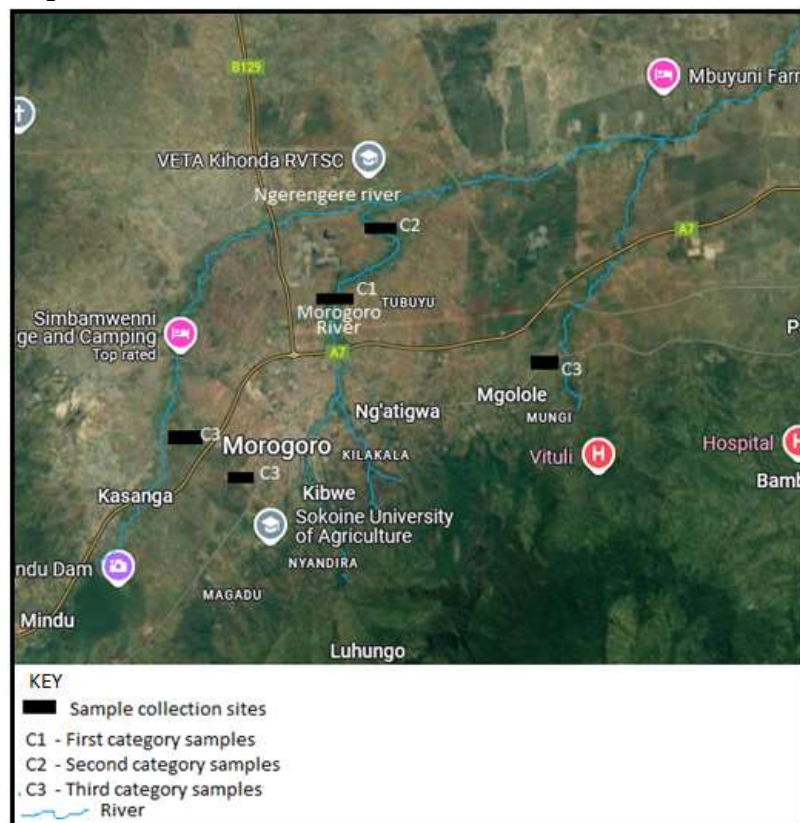 B129
Mbuyuni Farr
VETA Kihonda RVTSC
Ngerengere river
C2
A7
C1
TUBUYU
Morogoro
River
Simbamwenni
ge and Camping
Top rated
A7
P
C3
Mgolole
MUNGI
Ng'atigwa
C3
Morogoro
KILAKALA
Vituli
H
Hospital
H
C3
Bamb
Kasanga
Kibwe
Sokoine University
of Agriculture
ndu Dam
NYANDIRA
MAGADU
Mindu
Luhungo
KEY
Sample collection sites
C1 - First category samples
C2 - Second category samples
C3 - Third category samples
River